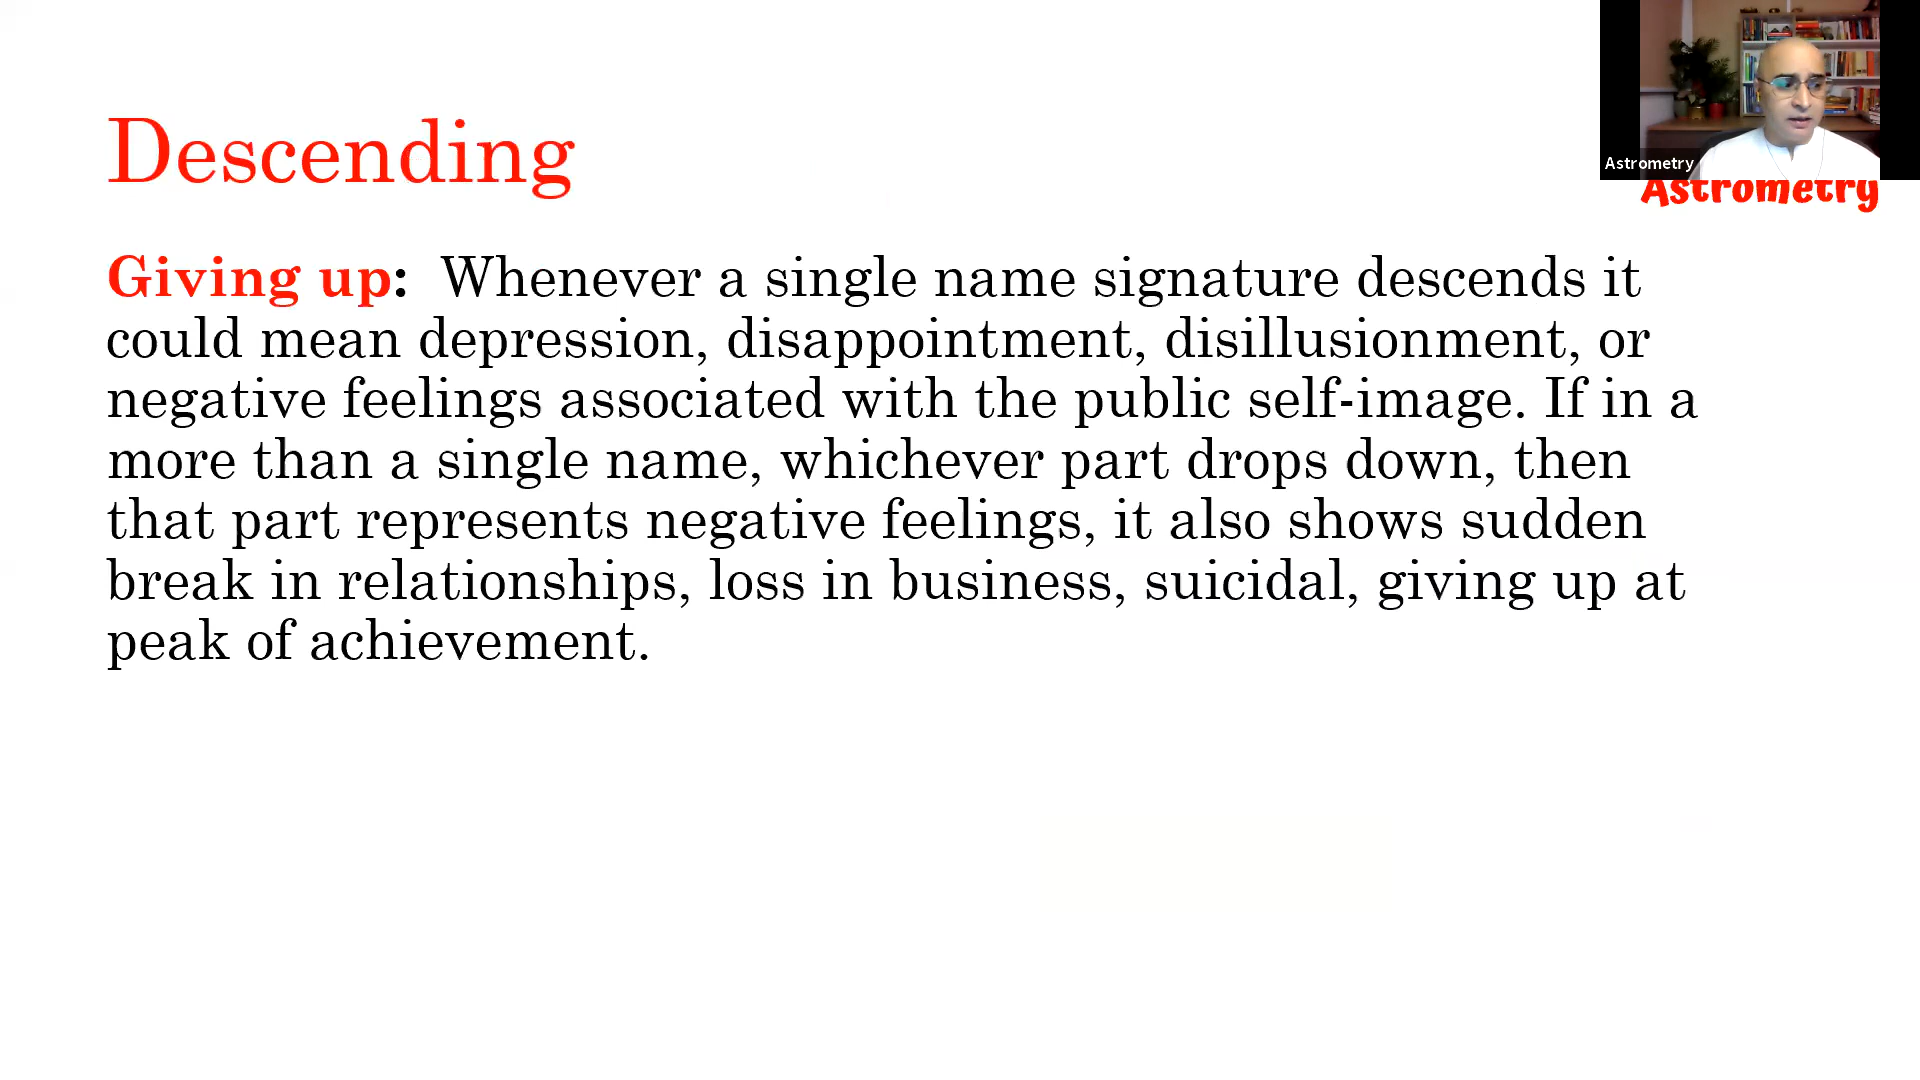 Descending
Astrometry
Astrometry
Giving up:  Whenever a single name signature descends it
could mean depression, disappointment, disillusionment, or
negative feelings associated with the public self-image. If in a
more than a single name, whichever part drops down, then
that part represents negative feelings, it also shows sudden
break in relationships, loss in business, suicidal, giving up at
peak of achievement.